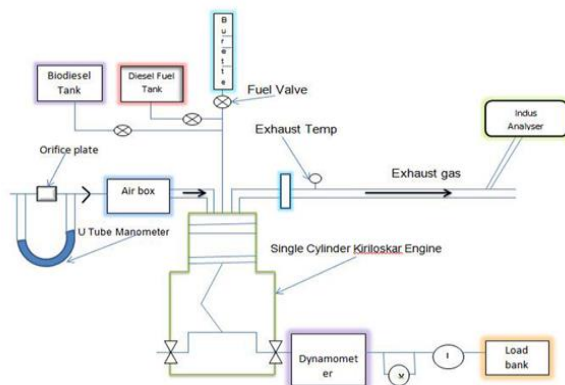 Burette
Biodiesel
Tank
Diesel Fuel
Tank
Fuel Valve
Indus
Analyser
Exhaust Temp
Orifice plate
Exhaust gas
Air box
U Tube Manometer
Single Cylinder Kiriloskar Engine
Dynamomet
er
I
Load
bank